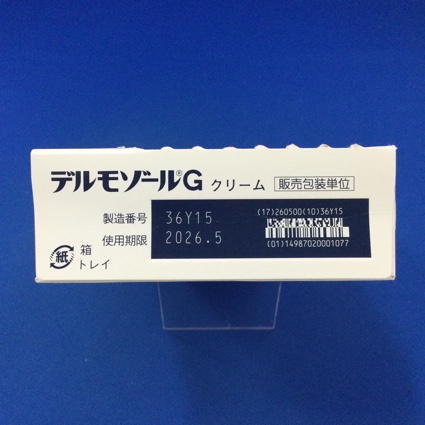 デルモゾール®G クリーム 販売包装単位
製造番号 36Y15
使用期限 2026.5
(17)260500(10)36Y15
(01)14987020001077
紙 箱
トレイ